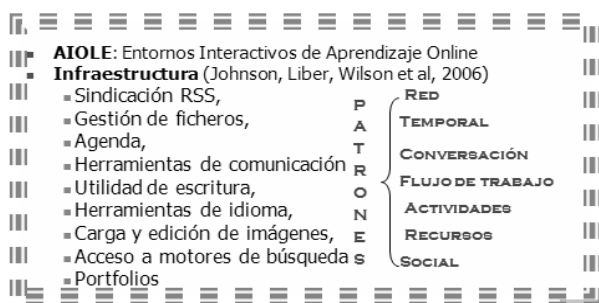 AIOLE: Entornos Interactivos de Aprendizaje Online
Infraestructura (Johnson, Liber, Wilson et al, 2006)
Sindicación RSS,
Gestión de ficheros,
Agenda,
Herramientas de comunicación
Utilidad de escritura,
Herramientas de idioma,
Carga y edición de imágenes,
Acceso a motores de búsqueda
Portfolios
PATRONES
RED
TEMPORAL
CONVERSACIÓN
FLUJO DE TRABAJO
ACTIVIDADES
RECURSOS
SOCIAL